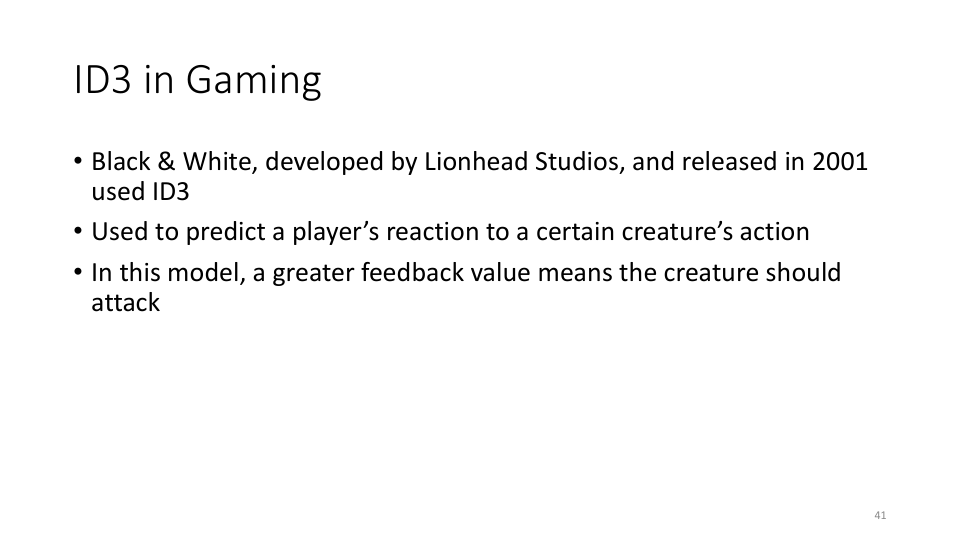 ID3 in Gaming
• Black & White, developed by Lionhead Studios, and released in 2001
used ID3
• Used to predict a player’s reaction to a certain creature’s action
• In this model, a greater feedback value means the creature should
attack
41